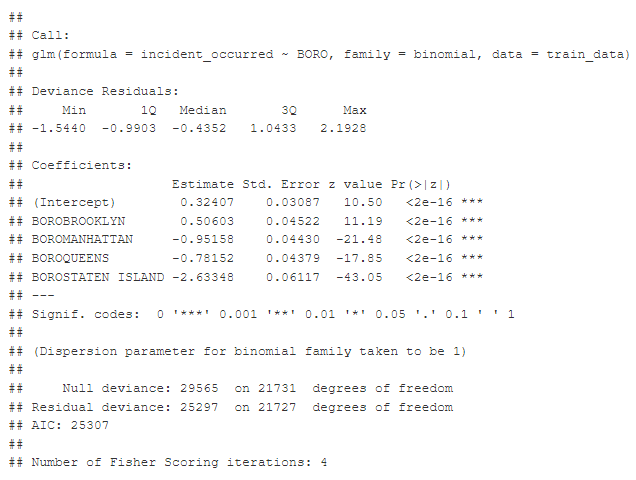 ##
## Call:
## glm(formula = incident_occurred ~ BORO, family = binomial, data = train_data)
##
## Deviance Residuals:
##     Min       1Q   Median       3Q      Max
## -1.5440  -0.9903  -0.4352   1.0433   2.1928
##
## Coefficients:
##                   Estimate Std. Error z value Pr(>|z|)
## (Intercept)        0.32407    0.03087   10.50   <2e-16 ***
## BOROBROOKLYN       0.50603    0.04522   11.19   <2e-16 ***
## BOROMANHATTAN     -0.95158    0.04430  -21.48   <2e-16 ***
## BOROQUEENS        -0.78152    0.04379  -17.85   <2e-16 ***
## BOROSTATEN ISLAND -2.63348    0.06117  -43.05   <2e-16 ***
## ---
## Signif. codes:  0 '***' 0.001 '**' 0.01 '*' 0.05 '.' 0.1 ' ' 1
##
## (Dispersion parameter for binomial family taken to be 1)
##
##     Null deviance: 29565  on 21731  degrees of freedom
## Residual deviance: 25297  on 21727  degrees of freedom
## AIC: 25307
##
## Number of Fisher Scoring iterations: 4